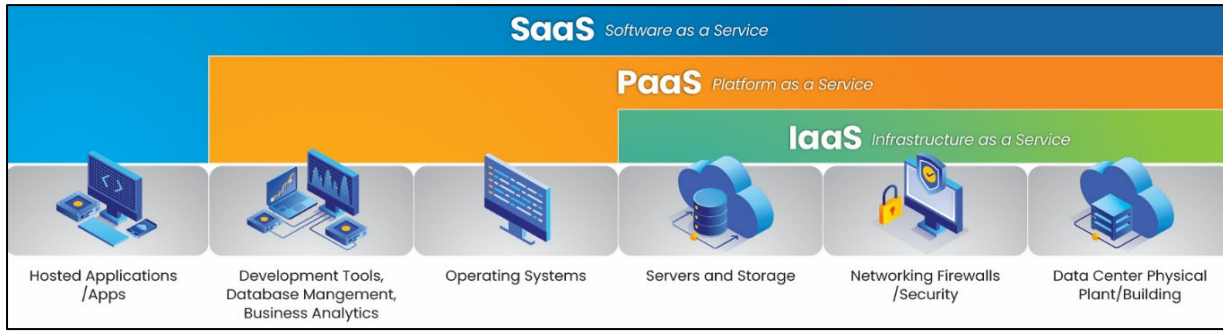 SaaS Software as a Service
PaaS Platform as a Service
IaaS Infrastructure as a Service
Hosted Applications
/Apps
Development Tools,
Database Mangement,
Business Analytics
Operating Systems
Servers and Storage
Networking Firewalls
/Security
Data Center Physical
Plant/Building